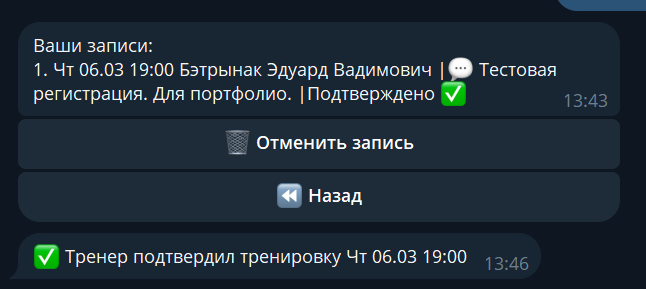 Ваши записи:
1. Чт 06.03 19:00 Бэтрынак Эдуард Вадимович |💬 Тестовая
регистрация. Для портфолио. |Подтверждено ✅
13:43
🗑 Отменить запись
⏪ Назад
✅ Тренер подтвердил тренировку Чт 06.03 19:00
13:46